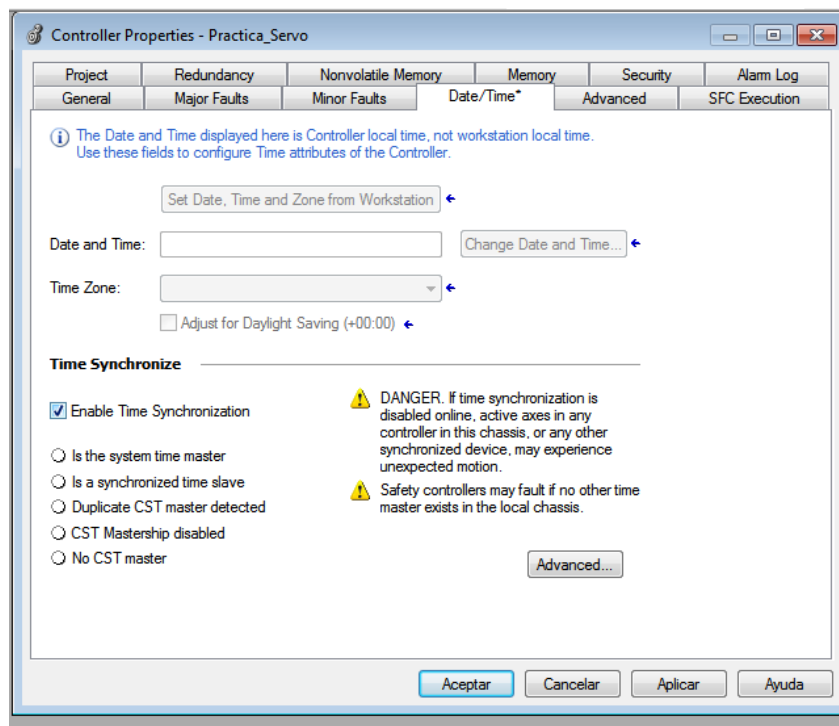 Controller Properties - Practica_Servo
Project Redundancy Nonvolatile Memory Memory Security Alarm Log
General Major Faults Minor Faults Date/Time* Advanced SFC Execution
The Date and Time displayed here is Controller local time, not workstation local time.
Use these fields to configure Time attributes of the Controller.
Set Date, Time and Zone from Workstation
Date and Time: Change Date and Time...
Time Zone:
Adjust for Daylight Saving (+00:00)
Time Synchronize
Enable Time Synchronization
Is the system time master
Is a synchronized time slave
Duplicate CST master detected
CST Mastership disabled
No CST master
DANGER. If time synchronization is
disabled online, active axes in any
controller in this chassis, or any other
synchronized device, may experience
unexpected motion.
Safety controllers may fault if no other time
master exists in the local chassis.
Advanced...
Aceptar Cancelar Aplicar Ayuda